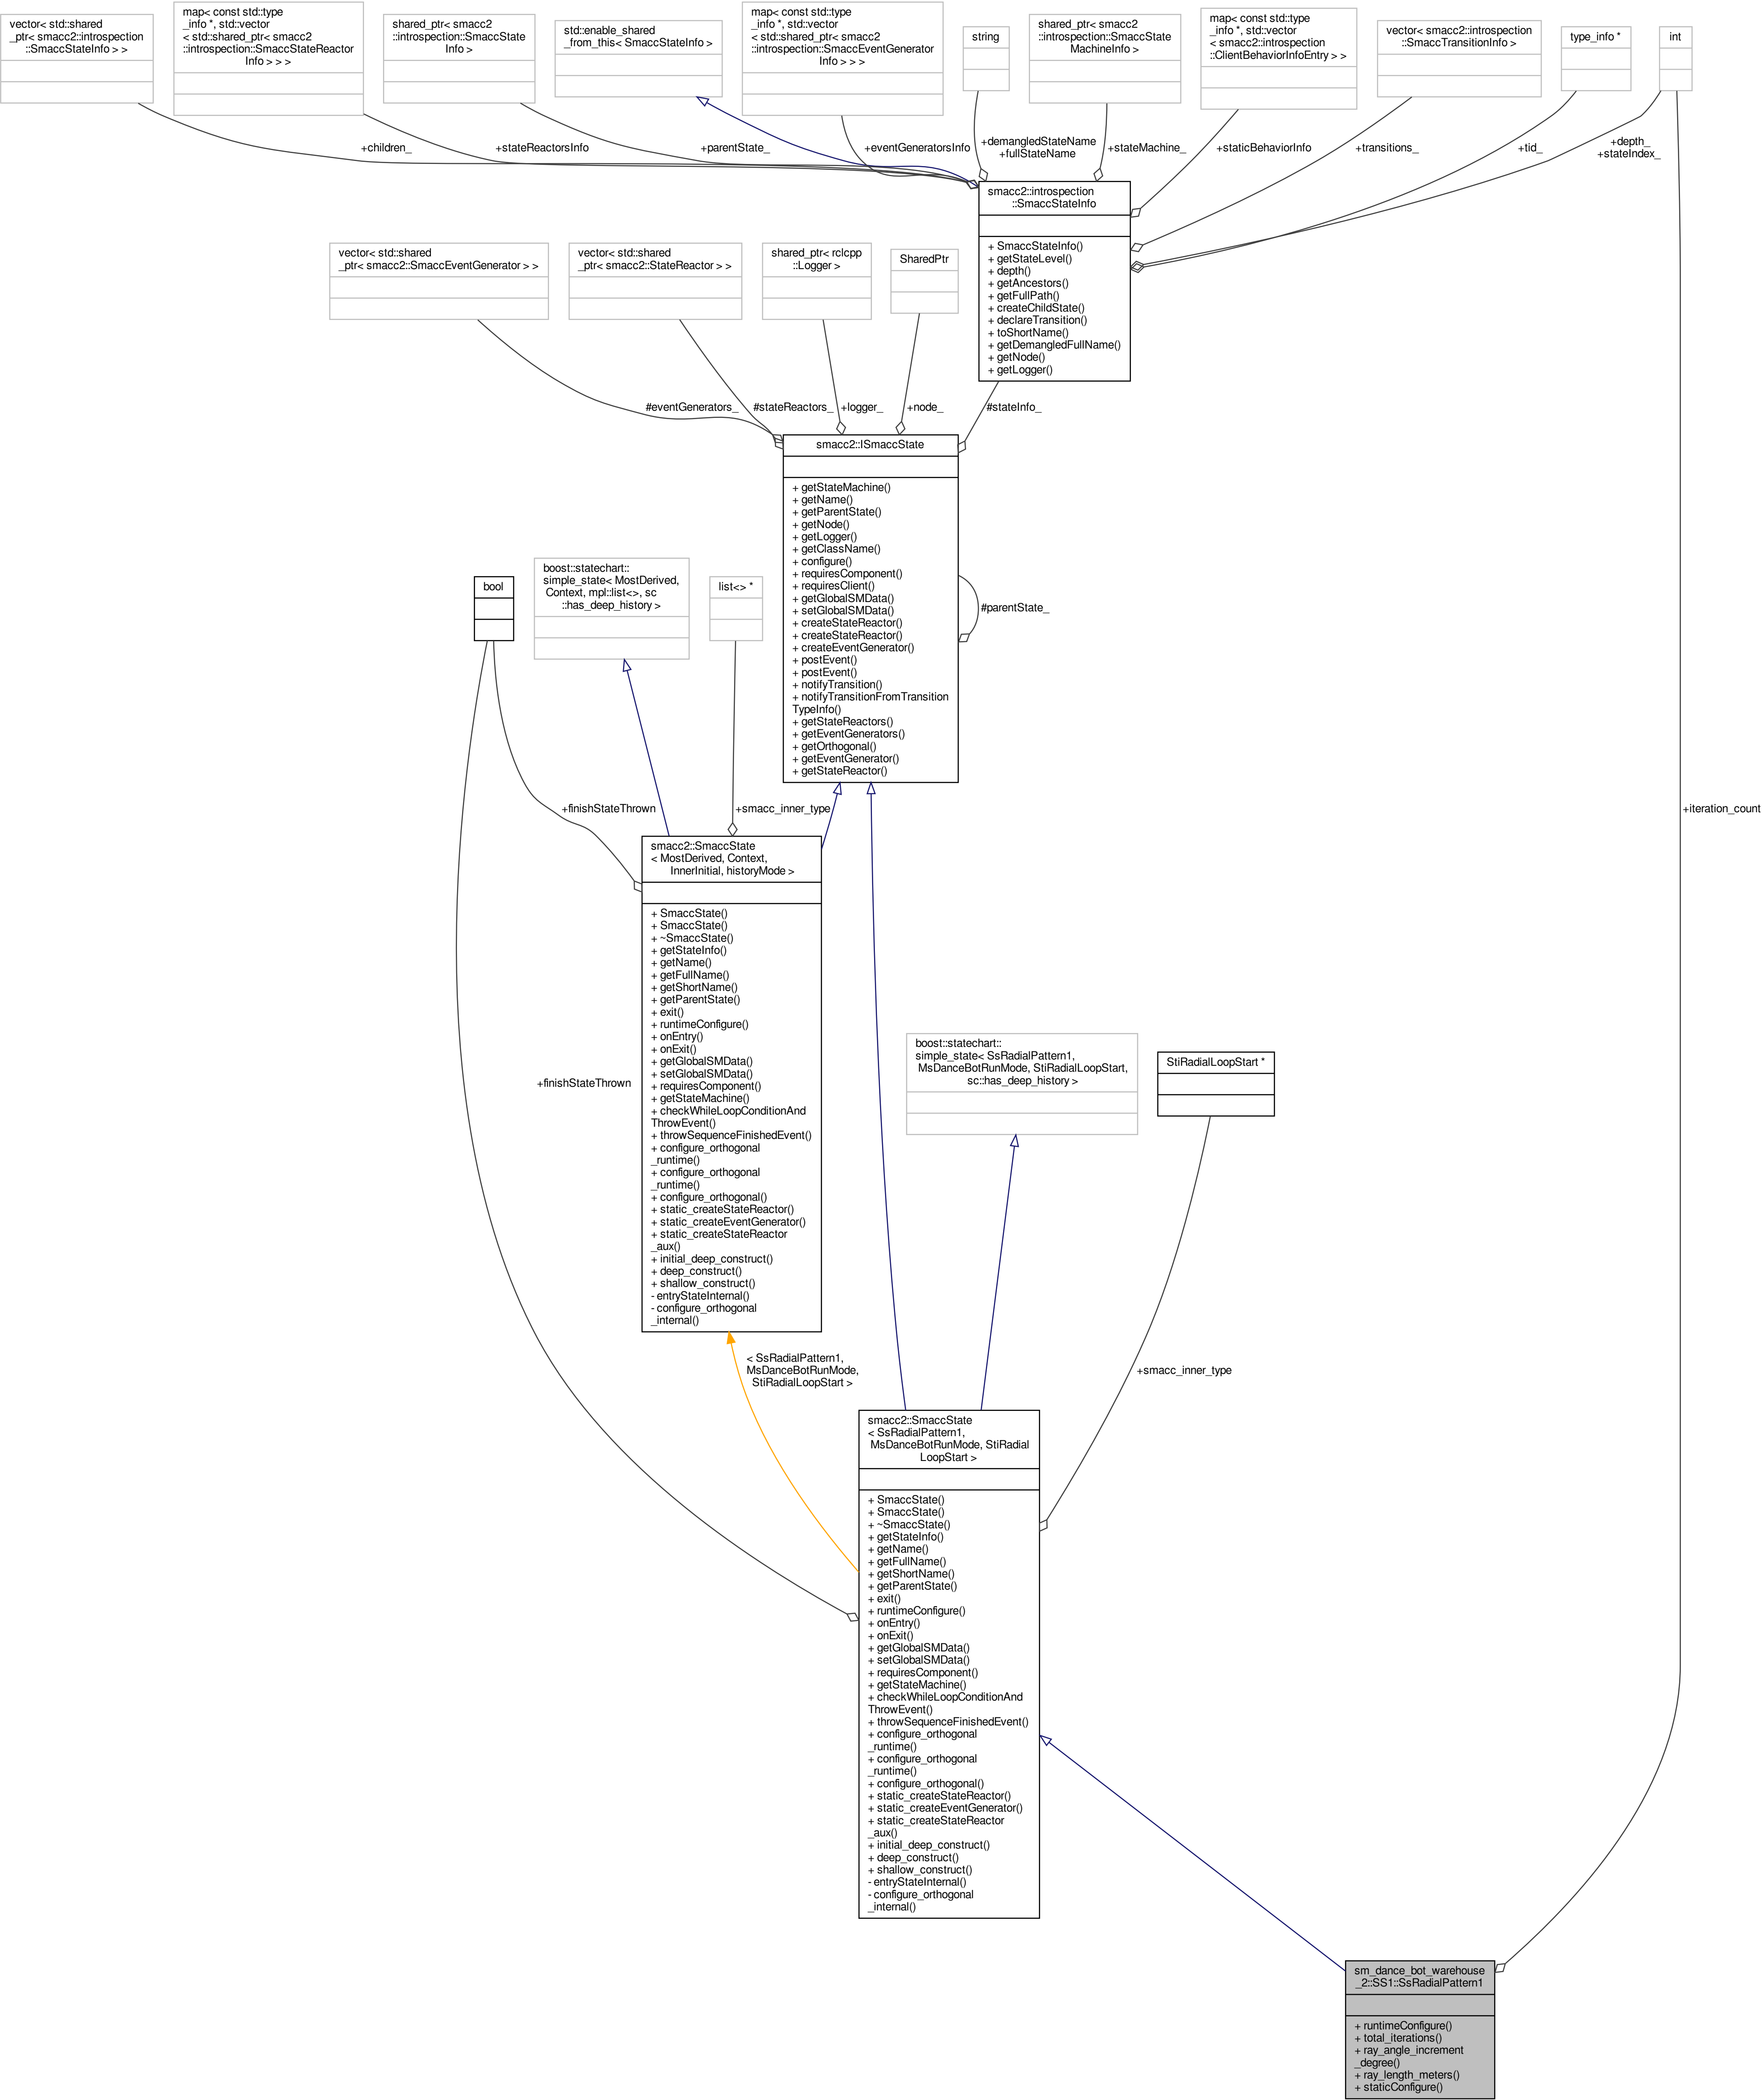 vector< std::shared
_ptr< smacc2::introspection
::SmaccStateInfo > >
map< const std::type
_info *, std::vector
< std::shared_ptr< smacc2
::introspection::SmaccStateReactor
Info > > >
shared_ptr< smacc2
::introspection::SmaccState
Info >
std::enable_shared
_from_this< SmaccStateInfo >
map< const std::type
_info *, std::vector
< std::shared_ptr< smacc2
::introspection::SmaccEventGenerator
Info > > >
string
shared_ptr< smacc2
::introspection::SmaccState
MachineInfo >
map< const std::type
_info *, std::vector
< smacc2::introspection
::ClientBehaviorInfoEntry > >
vector< smacc2::introspection
::SmaccTransitionInfo >
type_info *
int
+children_
+stateReactorsInfo
+parentState_
+eventGeneratorsInfo
+demangledStateName
+fullStateName
+stateMachine_
+staticBehaviorInfo
+transitions_
+tid_
+depth_
+stateIndex_
smacc2::introspection
::SmaccStateInfo
+ SmaccStateInfo()
+ getStateLevel()
+ depth()
+ getAncestors()
+ getFullPath()
+ createChildState()
+ declareTransition()
+ toShortName()
+ getDemangledFullName()
+ getNode()
+ getLogger()
vector< std::shared
_ptr< smacc2::SmaccEventGenerator > >
vector< std::shared
_ptr< smacc2::StateReactor > >
shared_ptr< rclcpp
::Logger >
SharedPtr
#eventGenerators_
#stateReactors_
+logger_
+node_
#stateInfo_
smacc2::ISmaccState
+ getStateMachine()
+ getName()
+ getParentState()
+ getNode()
+ getLogger()
+ getClassName()
+ configure()
+ requiresComponent()
+ requiresClient()
+ getGlobalSMData()
+ setGlobalSMData()
+ createStateReactor()
+ createStateReactor()
+ createEventGenerator()
+ postEvent()
+ postEvent()
+ notifyTransition()
+ notifyTransitionFromTransition
TypeInfo()
+ getStateReactors()
+ getEventGenerators()
+ getOrthogonal()
+ getEventGenerator()
+ getStateReactor()
#parentState_
bool
boost::statechart::
simple_state< MostDerived,
Context, mpl::list<>, sc
::has_deep_history >
list<> *
+finishStateThrown
+smacc_inner_type
+iteration_count
smacc2::SmaccState
< MostDerived, Context,
InnerInitial, historyMode >
+ SmaccState()
+ SmaccState()
+ ~SmaccState()
+ getStateInfo()
+ getName()
+ getFullName()
+ getShortName()
+ getParentState()
+ exit()
+ runtimeConfigure()
+ onEntry()
+ onExit()
+ getGlobalSMData()
+ setGlobalSMData()
+ requiresComponent()
+ getStateMachine()
+ checkWhileLoopConditionAnd
ThrowEvent()
+ throwSequenceFinishedEvent()
+ configure_orthogonal
_runtime()
+ configure_orthogonal
_runtime()
+ configure_orthogonal()
+ static_createStateReactor()
+ static_createEventGenerator()
+ static_createStateReactor
_aux()
+ initial_deep_construct()
+ deep_construct()
+ shallow_construct()
- entryStateInternal()
- configure_orthogonal
_internal()
+finishStateThrown
boost::statechart::
simple_state< SsRadialPattern1,
MsDanceBotRunMode, StiRadialLoopStart,
sc::has_deep_history >
StiRadialLoopStart *
< SsRadialPattern1,
MsDanceBotRunMode,
StiRadialLoopStart >
+smacc_inner_type
smacc2::SmaccState
< SsRadialPattern1,
MsDanceBotRunMode, StiRadial
LoopStart >
+ SmaccState()
+ SmaccState()
+ ~SmaccState()
+ getStateInfo()
+ getName()
+ getFullName()
+ getShortName()
+ getParentState()
+ exit()
+ runtimeConfigure()
+ onEntry()
+ onExit()
+ getGlobalSMData()
+ setGlobalSMData()
+ requiresComponent()
+ getStateMachine()
+ checkWhileLoopConditionAnd
ThrowEvent()
+ throwSequenceFinishedEvent()
+ configure_orthogonal
_runtime()
+ configure_orthogonal
_runtime()
+ configure_orthogonal()
+ static_createStateReactor()
+ static_createEventGenerator()
+ static_createStateReactor
_aux()
+ initial_deep_construct()
+ deep_construct()
+ shallow_construct()
- entryStateInternal()
- configure_orthogonal
_internal()
sm_dance_bot_warehouse
_2::SS1::SsRadialPattern1
+ runtimeConfigure()
+ total_iterations()
+ ray_angle_increment
_degree()
+ ray_length_meters()
+ staticConfigure()